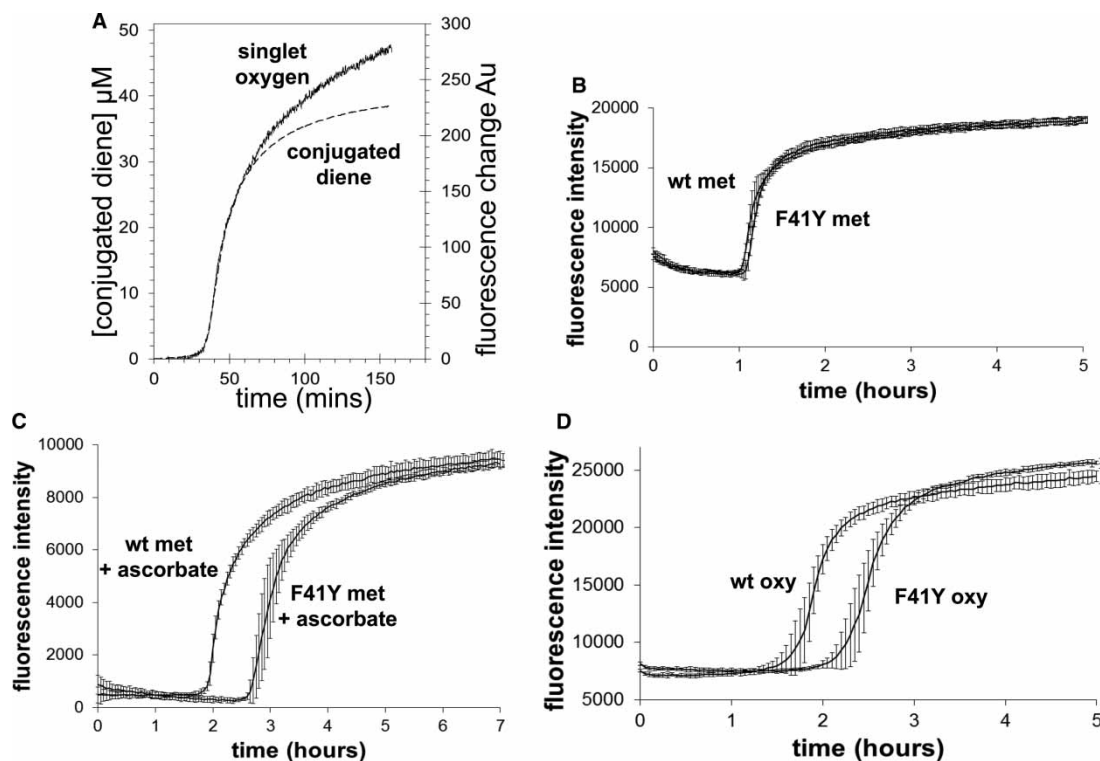 A
50
40
30
20
10
0
[conjugated diene] µM
300
250
200
150
100
50
0
fluorescence change Au
singlet
oxygen
conjugated
diene
0
50
100
150
time (mins)
B
20000
15000
10000
5000
0
fluorescence intensity
wt met
F41Y met
0
1
2
3
4
5
time (hours)
C
10000
8000
6000
4000
2000
0
fluorescence intensity
wt met
+ ascorbate
F41Y met
+ ascorbate
0
1
2
3
4
5
6
7
time (hours)
D
25000
20000
15000
10000
5000
fluorescence intensity
wt oxy
F41Y oxy
0
1
2
3
4
5
time (hours)